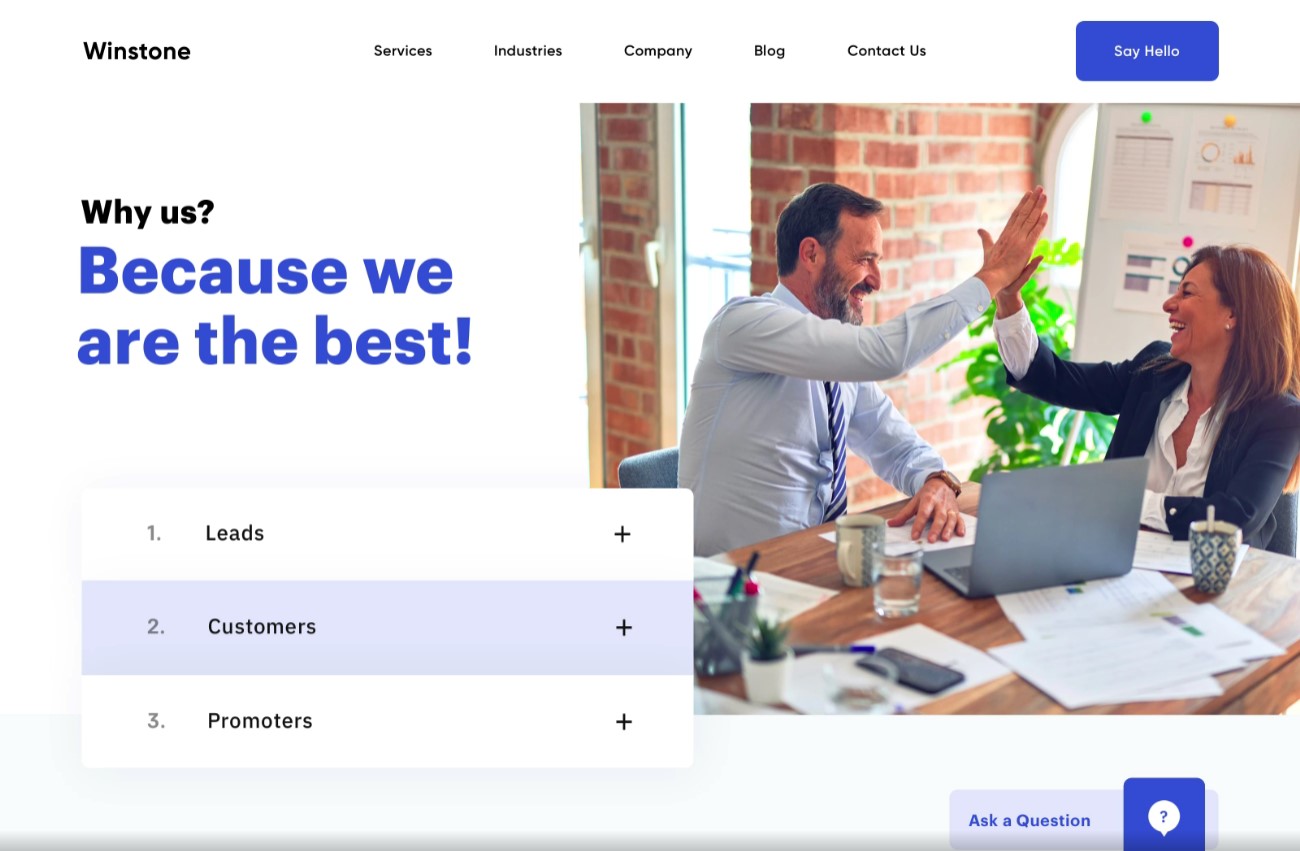 Winstone
Services
Industries
Company
Blog
Contact Us
Say Hello
Why us?
Because we
are the best!
1. Leads +
2. Customers +
3. Promoters +
Ask a Question
?